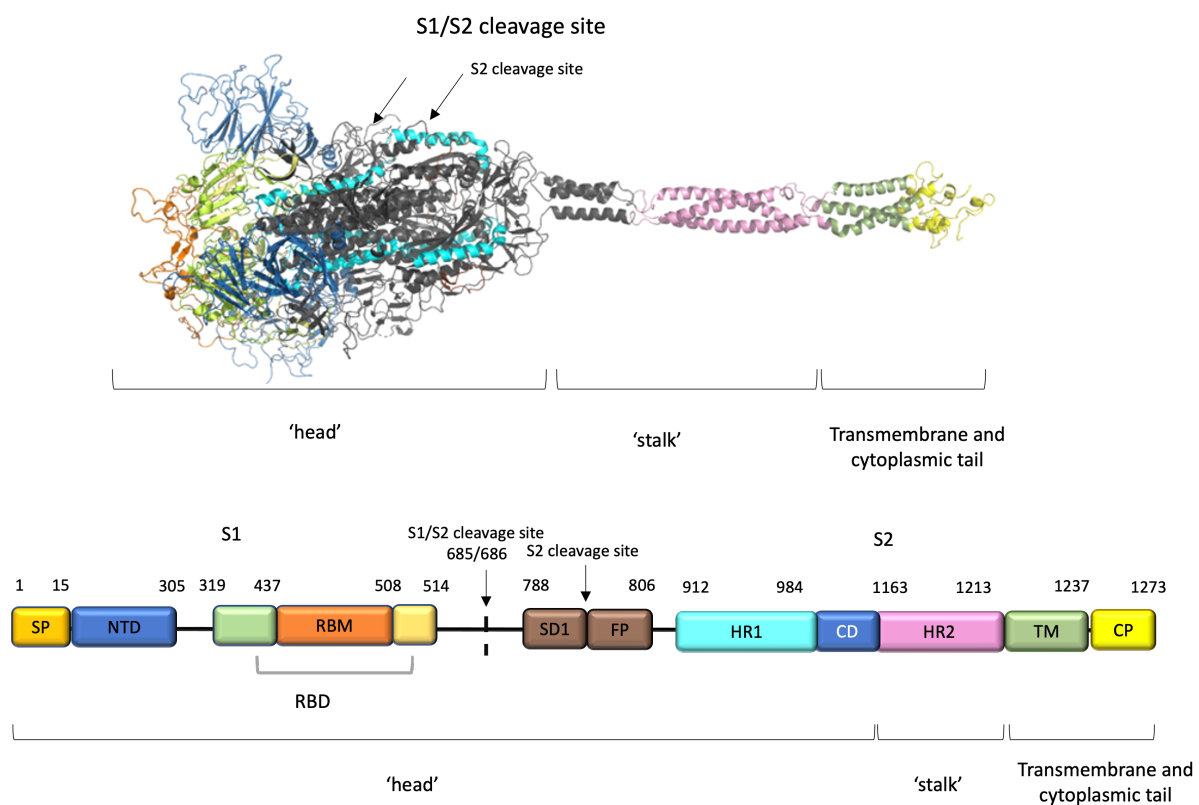 S1/S2 cleavage site
S2 cleavage site
‘head’
‘stalk’
Transmembrane and
cytoplasmic tail
S1
S1/S2 cleavage site
685/686
S2 cleavage site
S2
1 15 305 319 437 508 514 788 806 912 984 1163 1213 1237 1273
SP NTD RBM SD1 FP HR1 CD HR2 TM CP
RBD
‘head’
‘stalk’
Transmembrane and
cytoplasmic tail